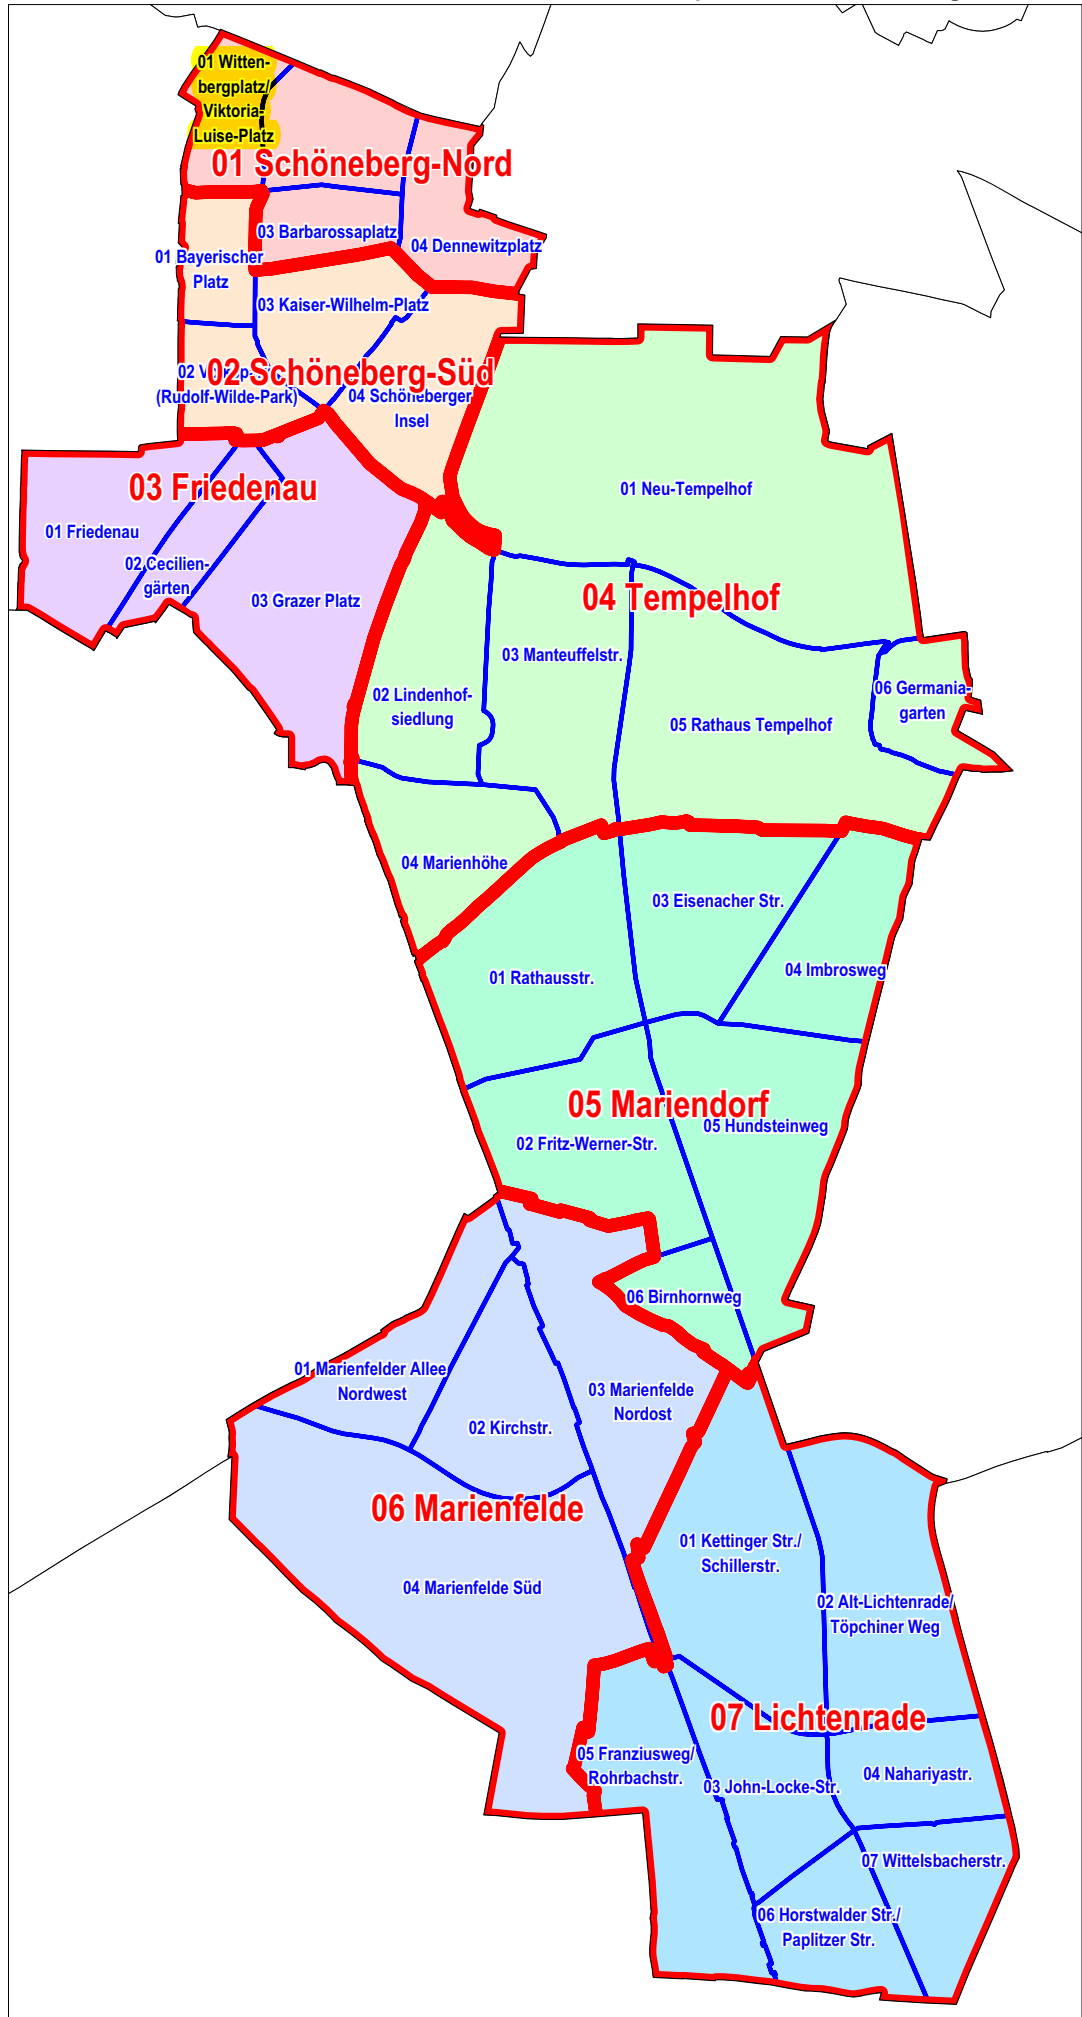 01 Witten-
bergplatz/
Viktoria-
Luise-Platz
01 Schöneberg-Nord
03 Barbarossaplatz
04 Dennewitzplatz
01 Bayerischer
Platz
03 Kaiser-Wilhelm-Platz
02 Schöneberg-Süd
02
(Rudolf-Wilde-Park)
04 Schöneberger
Insel
03 Friedenau
01 Friedenau
02 Cecilien-
gärten
03 Grazer Platz
01 Neu-Tempelhof
04 Tempelhof
03 Manteuffelstr.
02 Lindenhof-
siedlung
05 Rathaus Tempelhof
06 Germania-
garten
04 Marienhöhe
03 Eisenacher Str.
01 Rathausstr.
04 Imbrosweg
05 Mariendorf
02 Fritz-Werner-Str.
05 Hundsteinweg
06 Birnhornweg
01 Marienfelder Allee
Nordwest
03 Marienfelde
Nordost
02 Kirchstr.
06 Marienfelde
04 Marienfelde Süd
01 Kettinger Str./
Schillerstr.
02 Alt-Lichtenrade/
Töpchiner Weg
07 Lichtenrade
05 Franziusweg/
Rohrbachstr.
03 John-Locke-Str.
04 Nahariyastr.
07 Wittelsbacherstr.
06 Horstwalder Str./
Paplitzer Str.